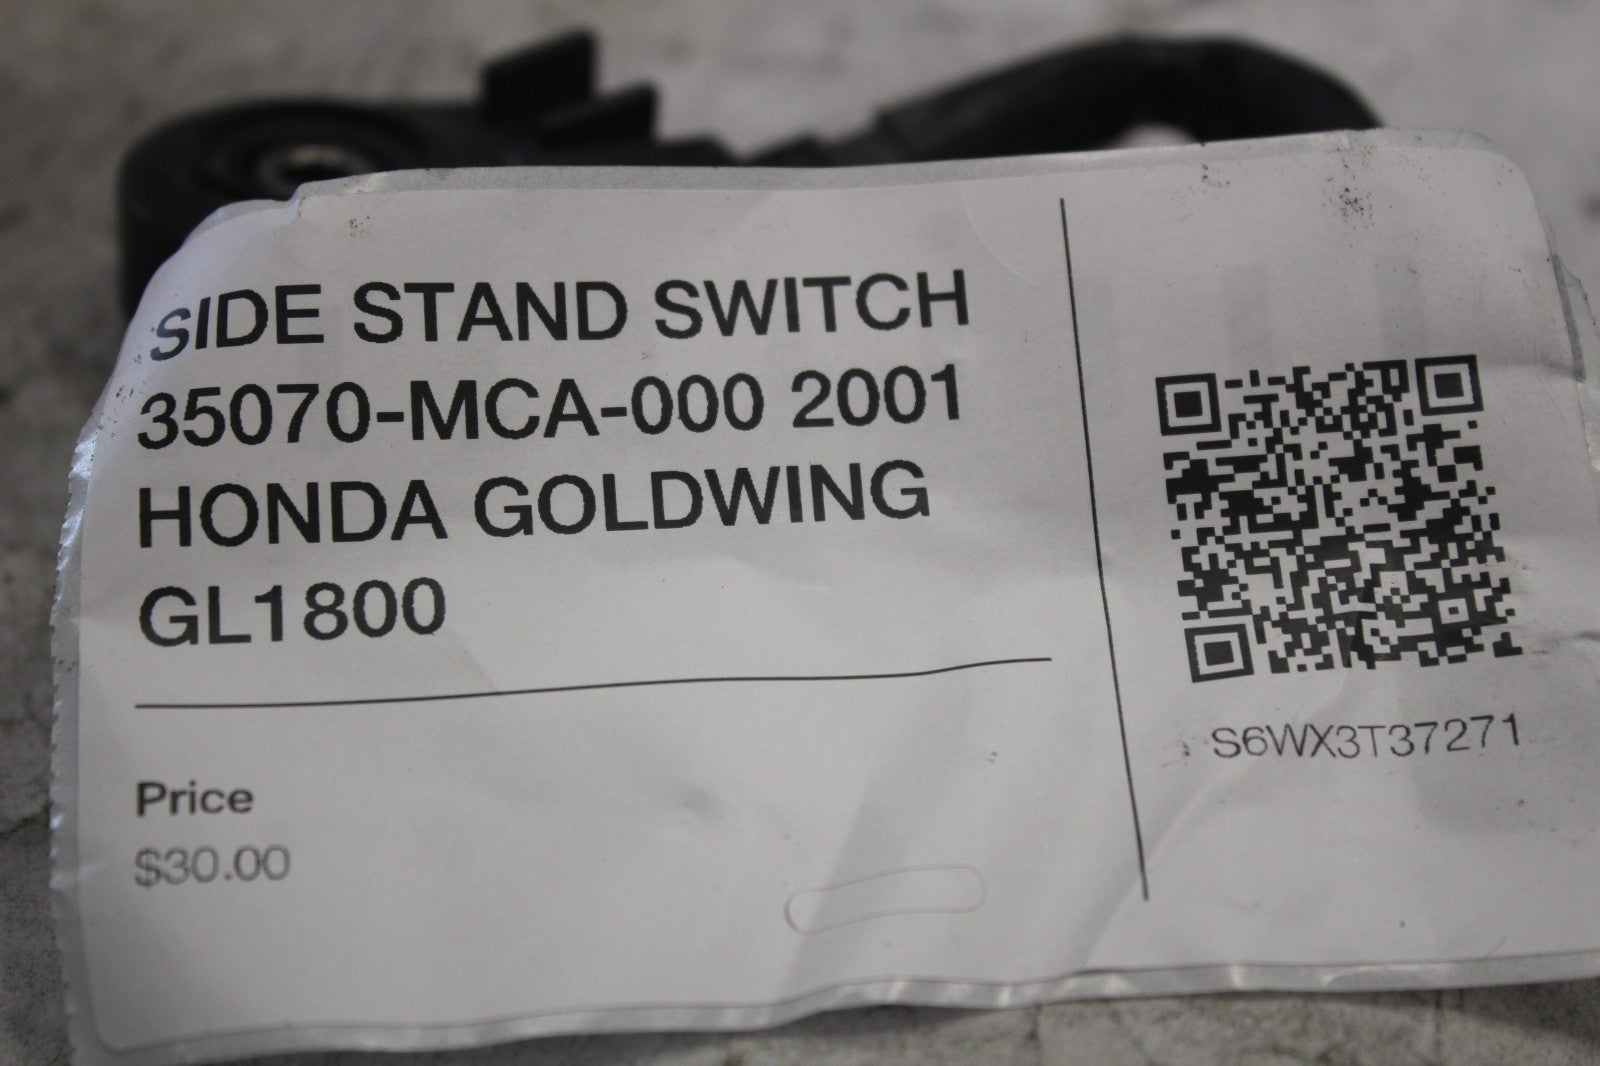 SIDE STAND SWITCH
35070-MCA-000 2001
HONDA GOLDWING
GL1800
Price
$30.00
S6WX3T37271